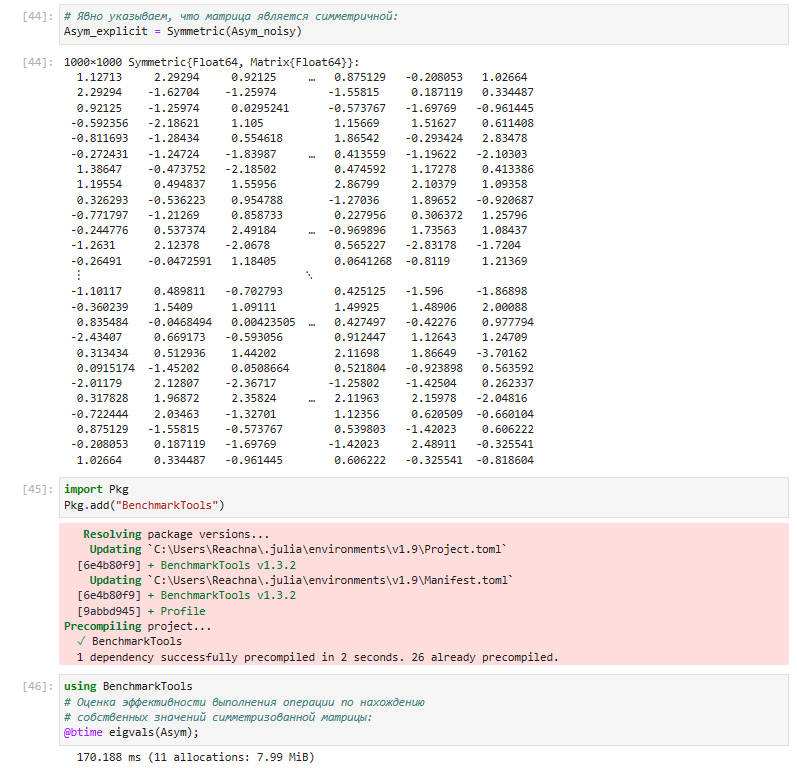 [44]: # Явно указываем, что матрица является симметричной:
Asym_explicit = Symmetric(Asym_noisy)
[44]: 1000×1000 Symmetric{Float64, Matrix{Float64}}:
1.12713 2.29294 0.92125 … 0.875129 -0.208053 1.02664
2.29294 -1.62704 -1.25974 -1.55815 0.187119 0.334487
0.92125 -1.25974 0.0295241 -0.573767 -1.69769 -0.961445
-0.592356 -2.18621 1.105 1.15669 1.51627 0.611408
-0.811693 -1.28434 0.554618 1.86542 -0.293424 2.83478
-0.272431 -1.24724 -1.83987 … 0.413559 -1.19622 -2.10303
1.38647 -0.473752 -2.18502 0.474592 1.17278 0.413386
1.19554 0.494837 1.55956 2.86799 2.10379 1.09358
0.326293 -0.536223 0.954788 -1.27036 1.89652 -0.920687
-0.771797 -1.21269 0.858733 0.227956 0.306372 1.25796
-0.244776 0.537374 2.49184 … -0.969896 1.73563 1.08437
-1.2631 2.12378 -2.0678 0.565227 -2.83178 -1.7204
-0.26491 -0.0472591 1.18405 0.0641268 -0.8119 1.21369
⋮ ⋱
-1.10117 0.489811 -0.702793 0.425125 -1.596 -1.86898
-0.360239 1.5409 1.09111 1.49925 1.48906 2.00088
0.835484 -0.0468494 0.00423505 … 0.427497 -0.42276 0.977794
-2.43407 0.669173 -0.593056 0.912447 1.12643 1.24709
0.313434 0.512936 1.44202 2.11698 1.86649 -3.70162
0.0915174 -1.45202 0.0508664 0.521804 -0.923898 0.563592
-2.01179 2.12807 -2.36717 -1.25802 -1.42504 0.262337
0.317828 1.96872 2.35824 … 2.11963 2.15978 -2.04816
-0.722444 2.03463 -1.32701 1.12356 0.620509 -0.660104
0.875129 -1.55815 -0.573767 0.539803 -1.42023 0.606222
-0.208053 0.187119 -1.69769 -1.42023 2.48911 -0.325541
1.02664 0.334487 -0.961445 0.606222 -0.325541 -0.818604
[45]: import Pkg
Pkg.add("BenchmarkTools")
Resolving package versions...
Updating `C:\Users\Reachna\.julia\environments\v1.9\Project.toml`
[6e4b80f9] + BenchmarkTools v1.3.2
Updating `C:\Users\Reachna\.julia\environments\v1.9\Manifest.toml`
[6e4b80f9] + BenchmarkTools v1.3.2
[9abbd945] + Profile
Precompiling project...
✓ BenchmarkTools
1 dependency successfully precompiled in 2 seconds. 26 already precompiled.
[46]: using BenchmarkTools
# Оценка эффективности выполнения операции по нахождению
# собственных значений симметризованной матрицы:
@btime eigvals(Asym);
170.188 ms (11 allocations: 7.99 MiB)